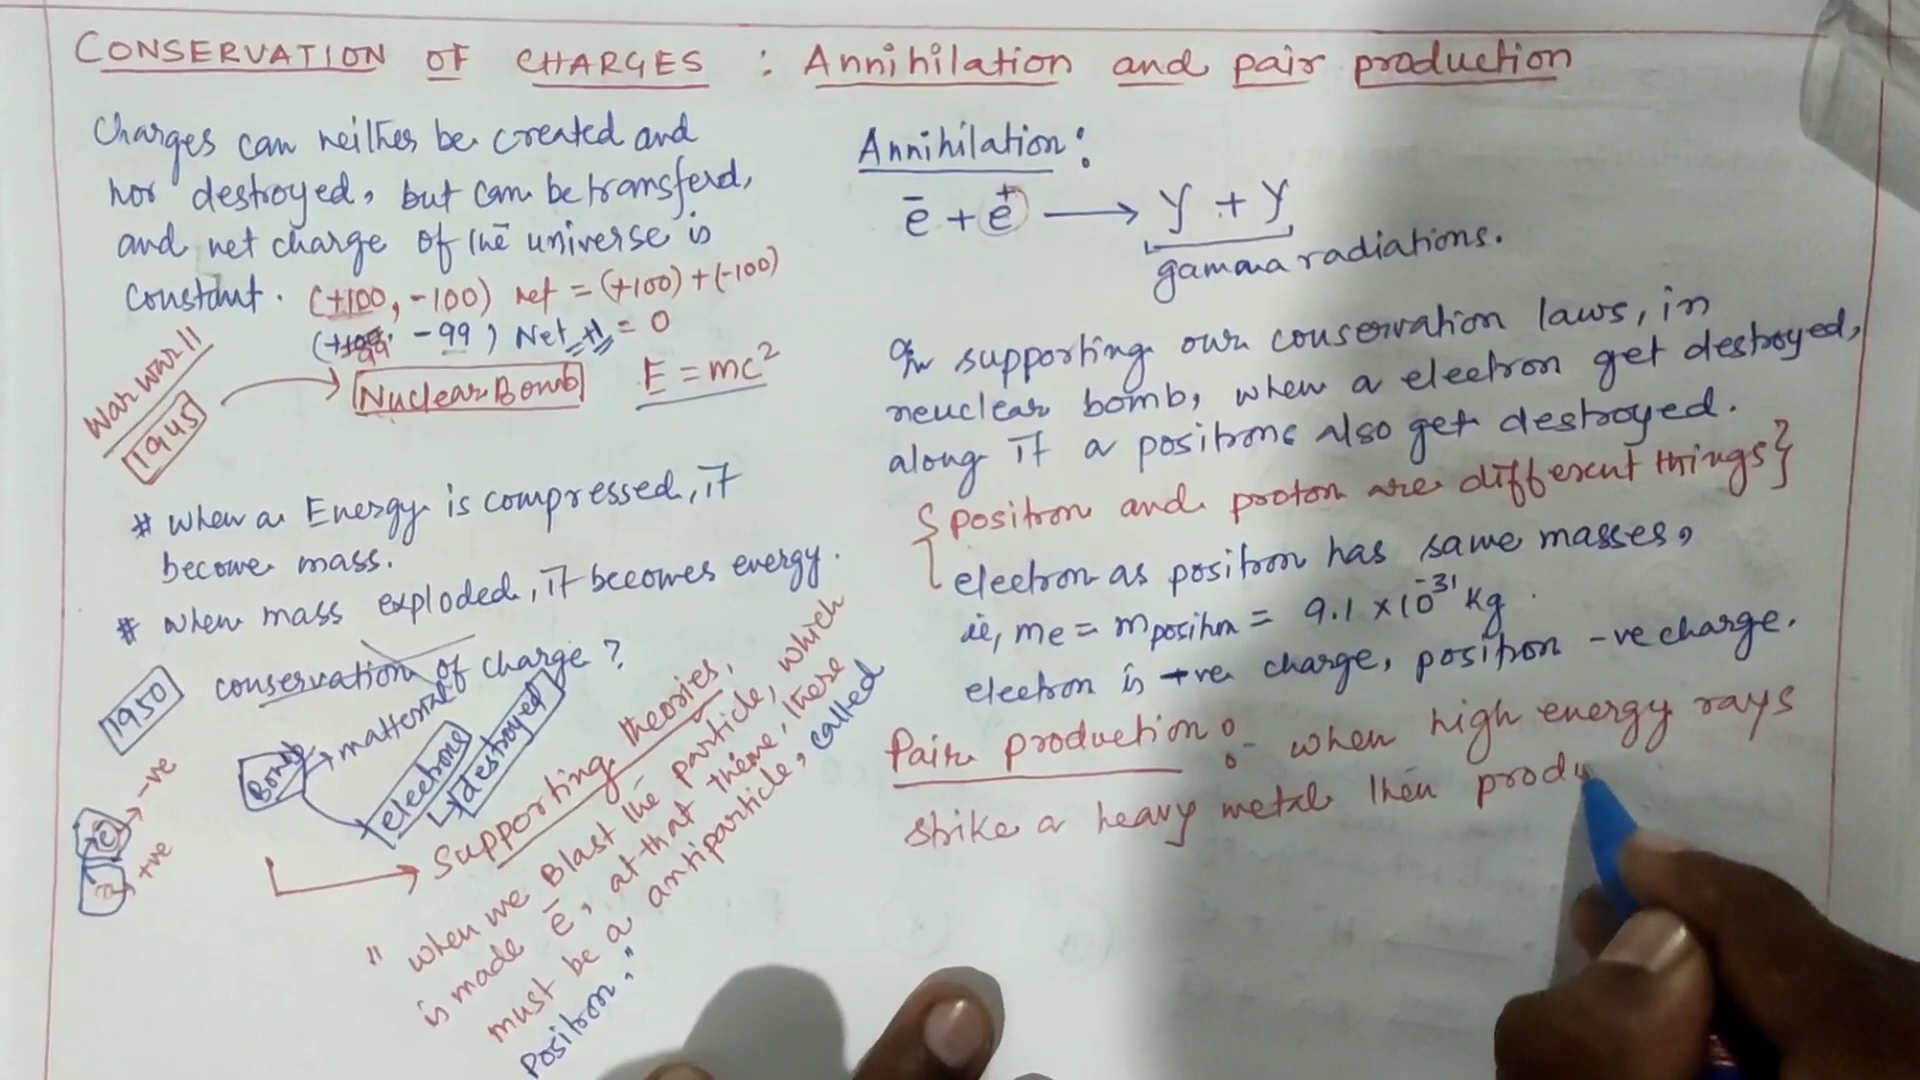 CONSERVATION OF CHARGES : Annihilation and pair production
Charges can neither be created and
nor destroyed, but can be transferd,
and net charge of the universe is
constant. (+100, -100) net = (+100) + (-100)
-99) Net +1 = 0
War war II
1945
Nuclear Bomb
E = mc²
# when a Energy is compressed, it
become mass.
# when mass exploded, it becomes energy.
1950
conservation of charge?
Bomb
electrons
destroyed
-ve
+ve
Supporting theories,
" when we Blast the particle, which
is made ē, at that theme, there
must be a antiparticle, called
Positron."
Annihilation:
e⁻ + e⁺ → γ + γ
gamma radiations.
In supporting our conservation laws, in
neuclear bomb, when a electron get destroyed,
along it a positrons also get destroyed.
{ positron and proton are different things}
electron as positron has same masses,
ie, me = m positron = 9.1 × 10⁻³¹ kg.
electron is +ve charge, positron -ve charge.
Pair production :- when high energy rays
strike a heavy metal then produ